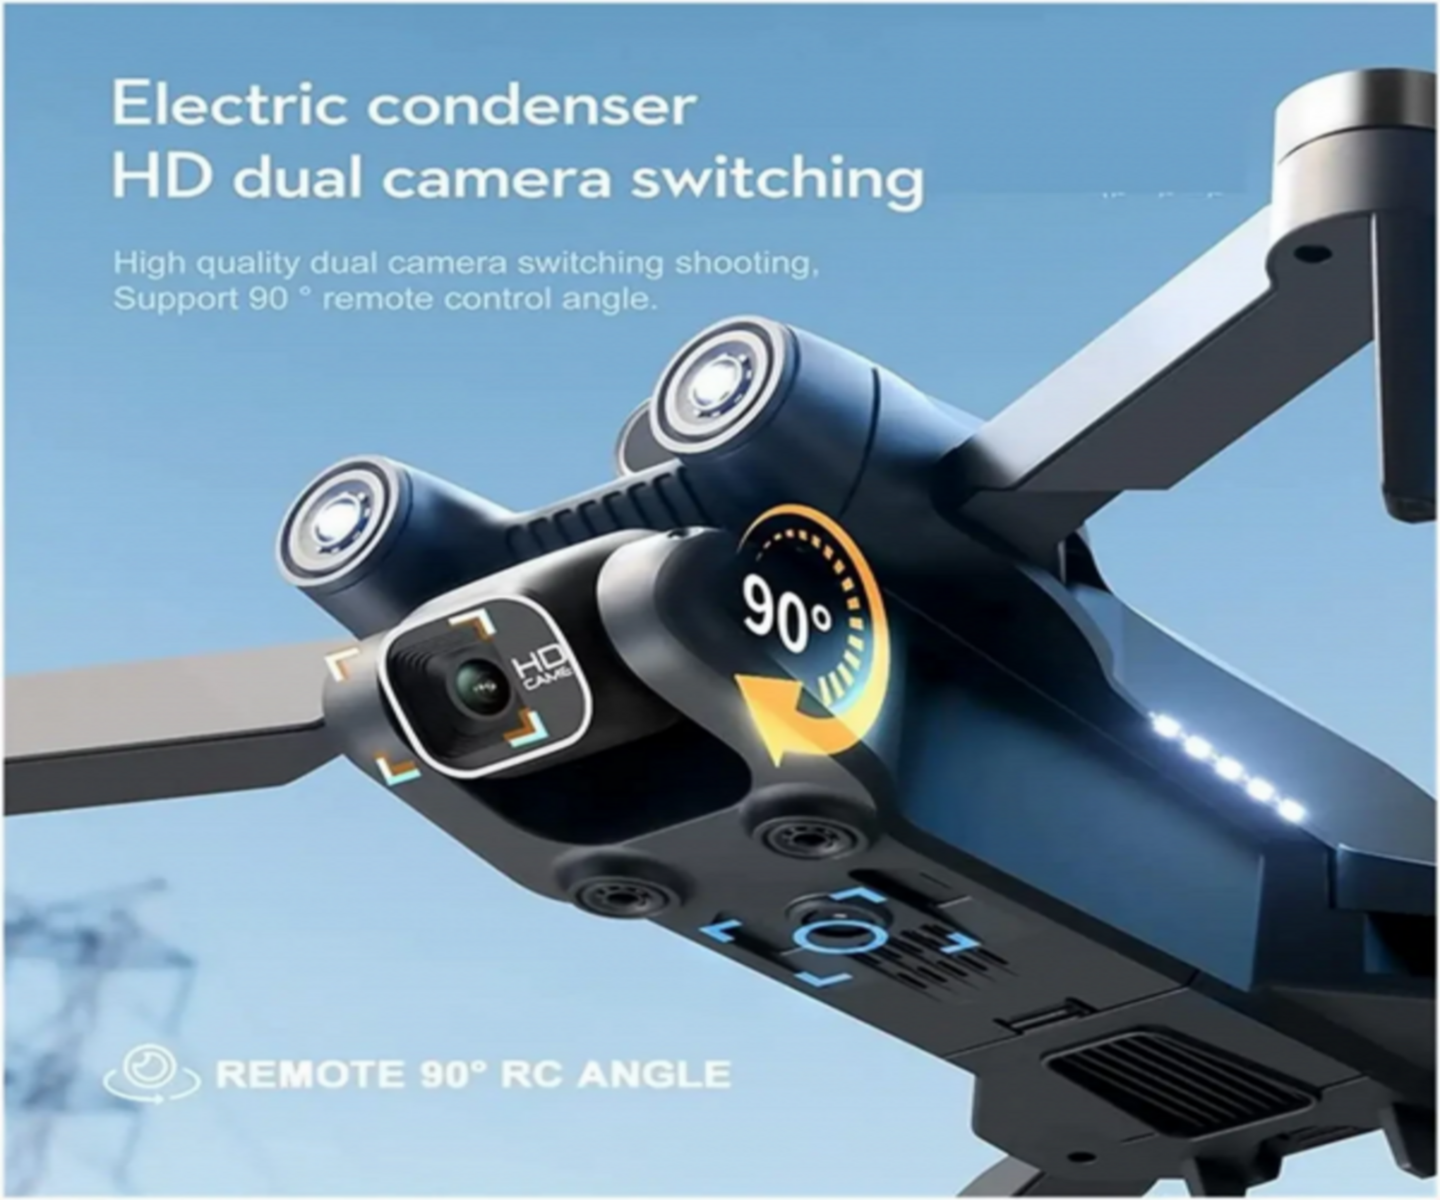 Electric condenser
HD dual camera switching
High quality dual camera switching shooting,
Support 90 ° remote control angle.
90°
HD
CAME
REMOTE 90° RC ANGLE